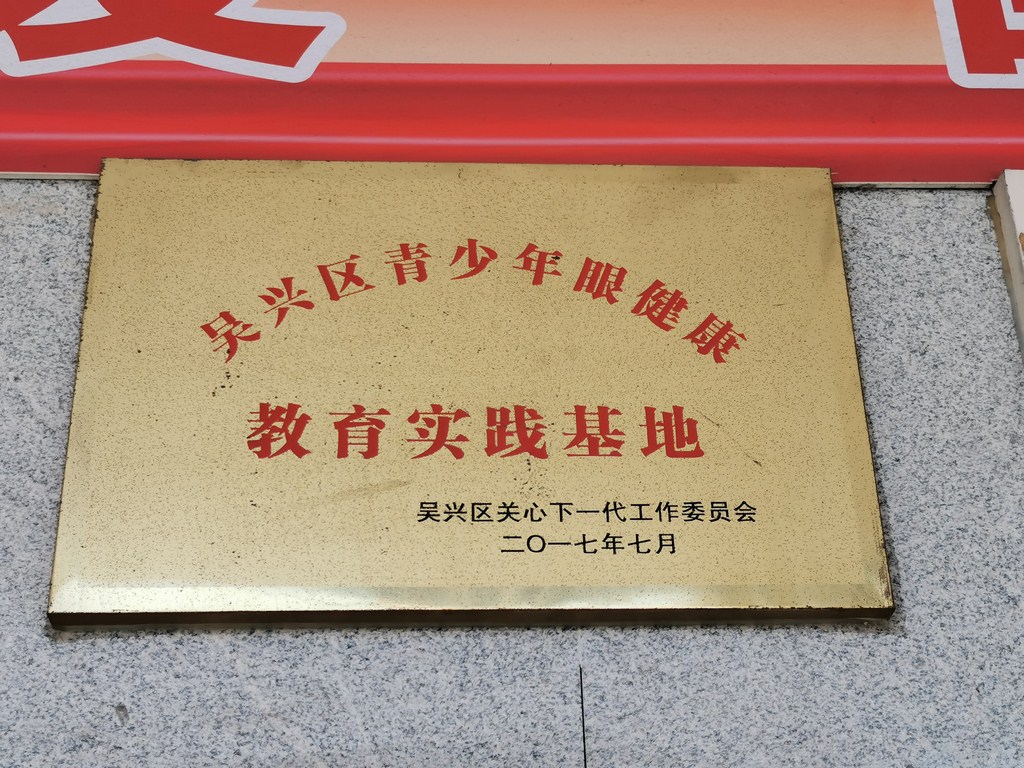 吴兴区青少年眼健康
教育实践基地
吴兴区关心下一代工作委员会
二〇一七年七月